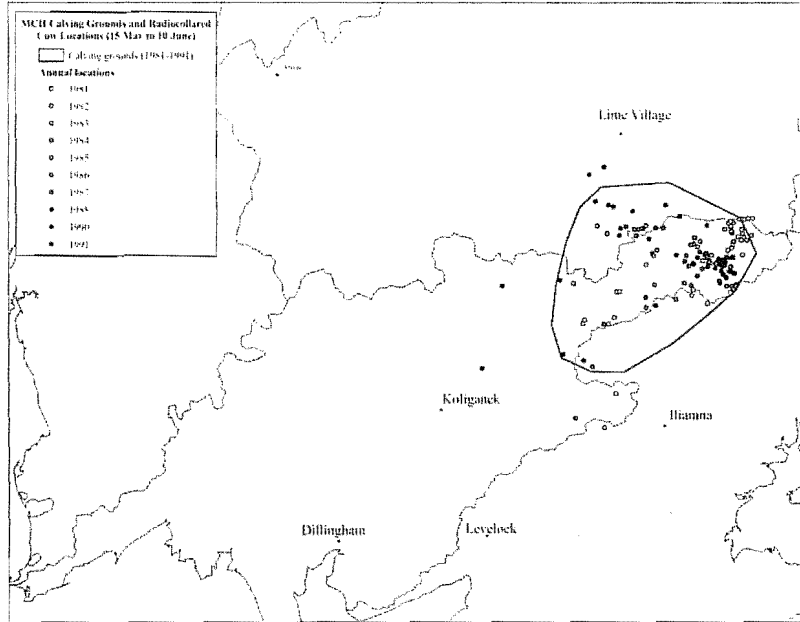 MCH Calving Grounds and Radiocollared
Cow Locations (15 May to 10 June)
Calving grounds (1981-1991)
Annual locations
1981
1982
1983
1984
1985
1986
1987
1988
1990
1991
Lime Village
Koliganek
Iliamna
Dillingham
Levelock